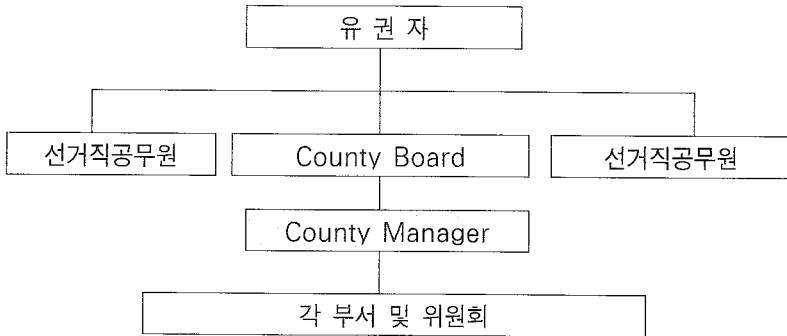 유 권 자
선거직공무원
County Board
선거직공무원
County Manager
각 부서 및 위원회